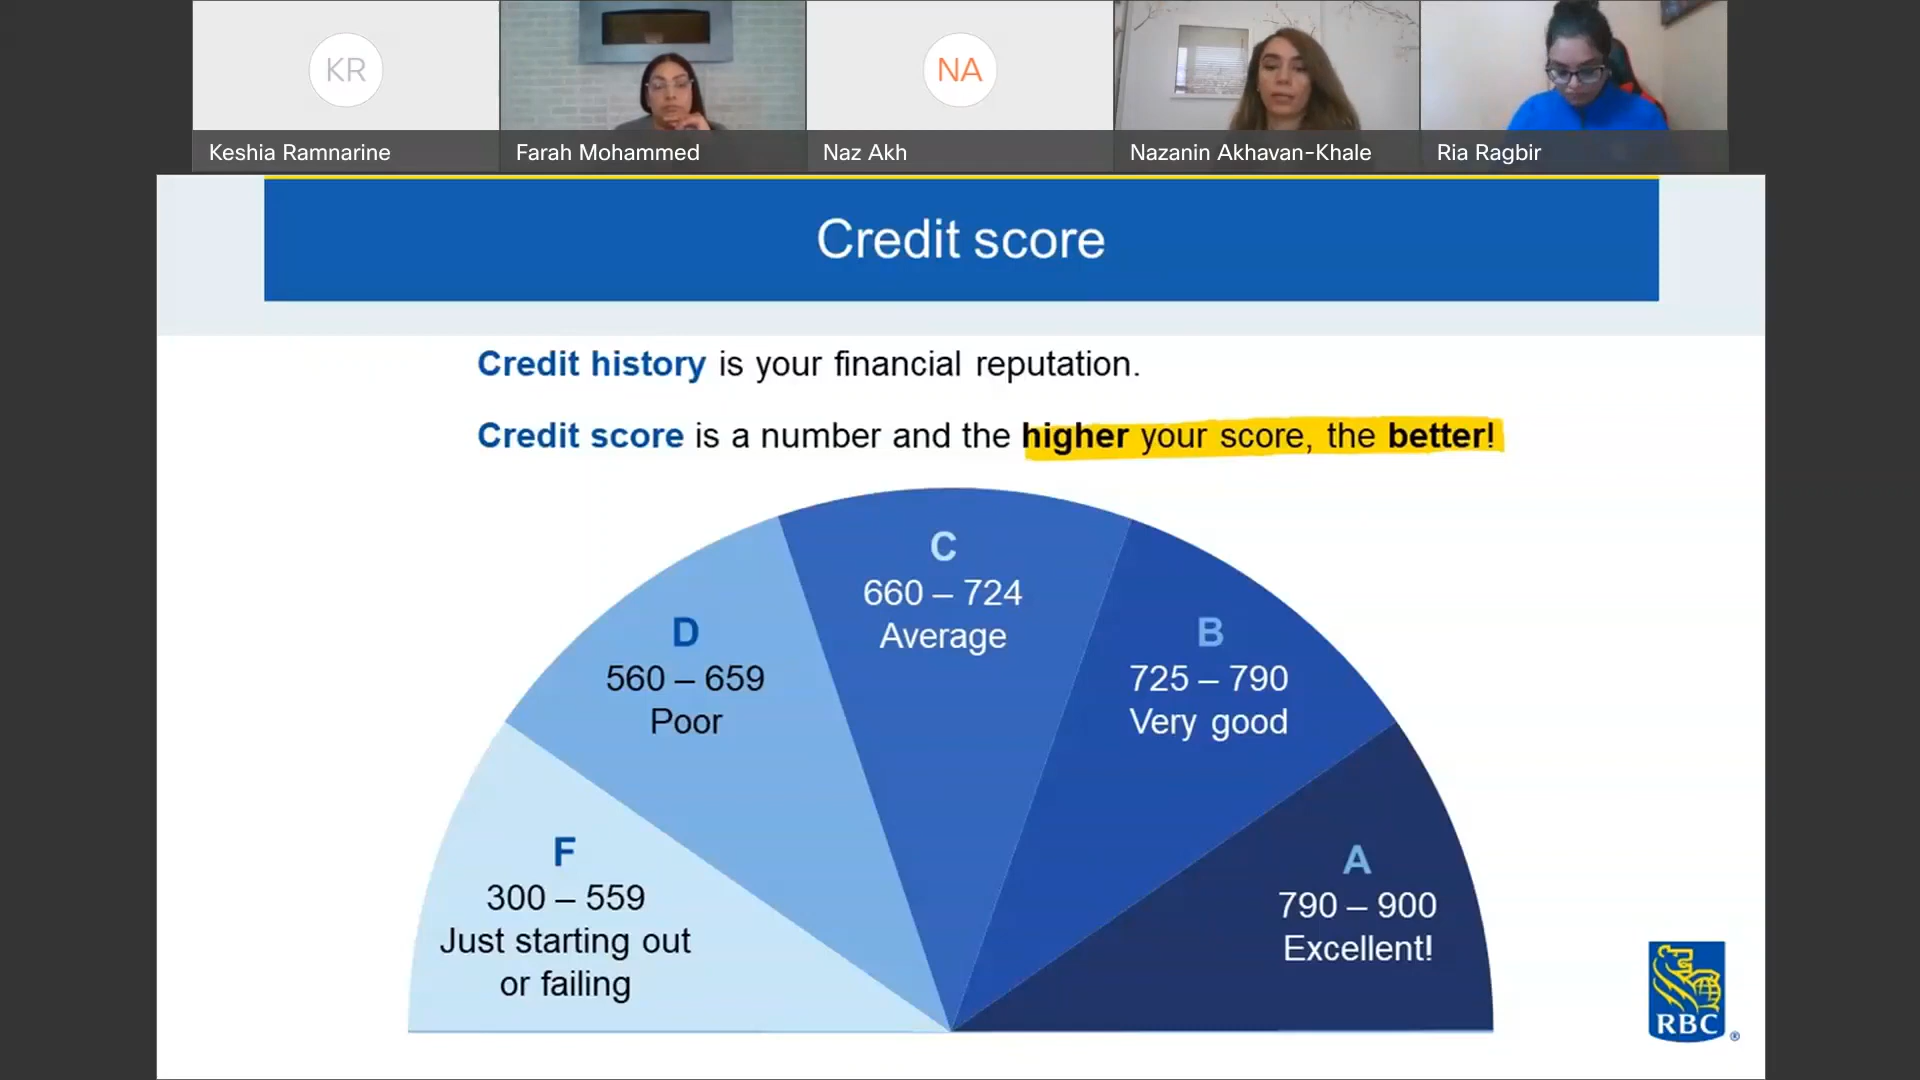 KR
NA
Keshia Ramnarine
Farah Mohammed
Naz Akh
Nazanin Akhavan-Khale
Ria Ragbir
Credit score
Credit history is your financial reputation.
Credit score is a number and the higher your score, the better!
F
300 – 559
Just starting out
or failing
D
560 – 659
Poor
C
660 – 724
Average
B
725 – 790
Very good
A
790 – 900
Excellent!
RBC
®